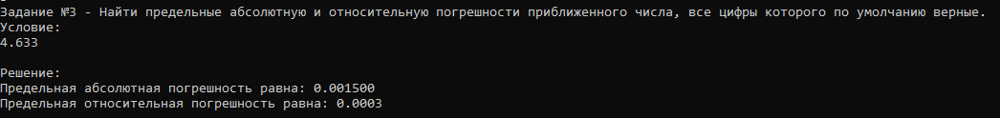 Задание №3 - Найти предельные абсолютную и относительную погрешности приближенного числа, все цифры которого по умолчанию верные.
Условие:
4.633
Решение:
Предельная абсолютная погрешность равна: 0.001500
Предельная относительная погрешность равна: 0.0003